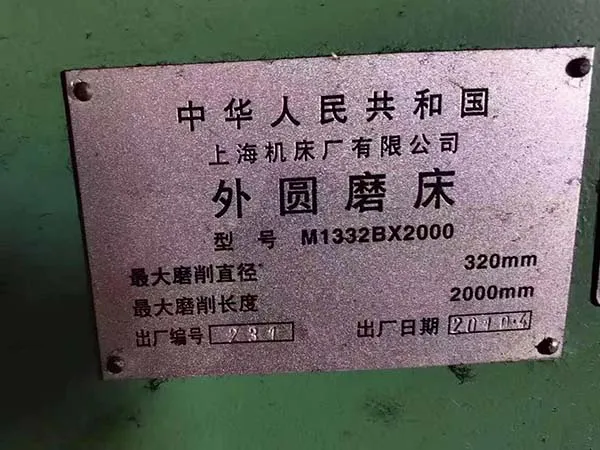 中华人民共和国
上海机床厂有限公司
外圆磨床
型号 M1332BX2000
最大磨削直径 320mm
最大磨削长度 2000mm
出厂编号 231 出厂日期 2010.4